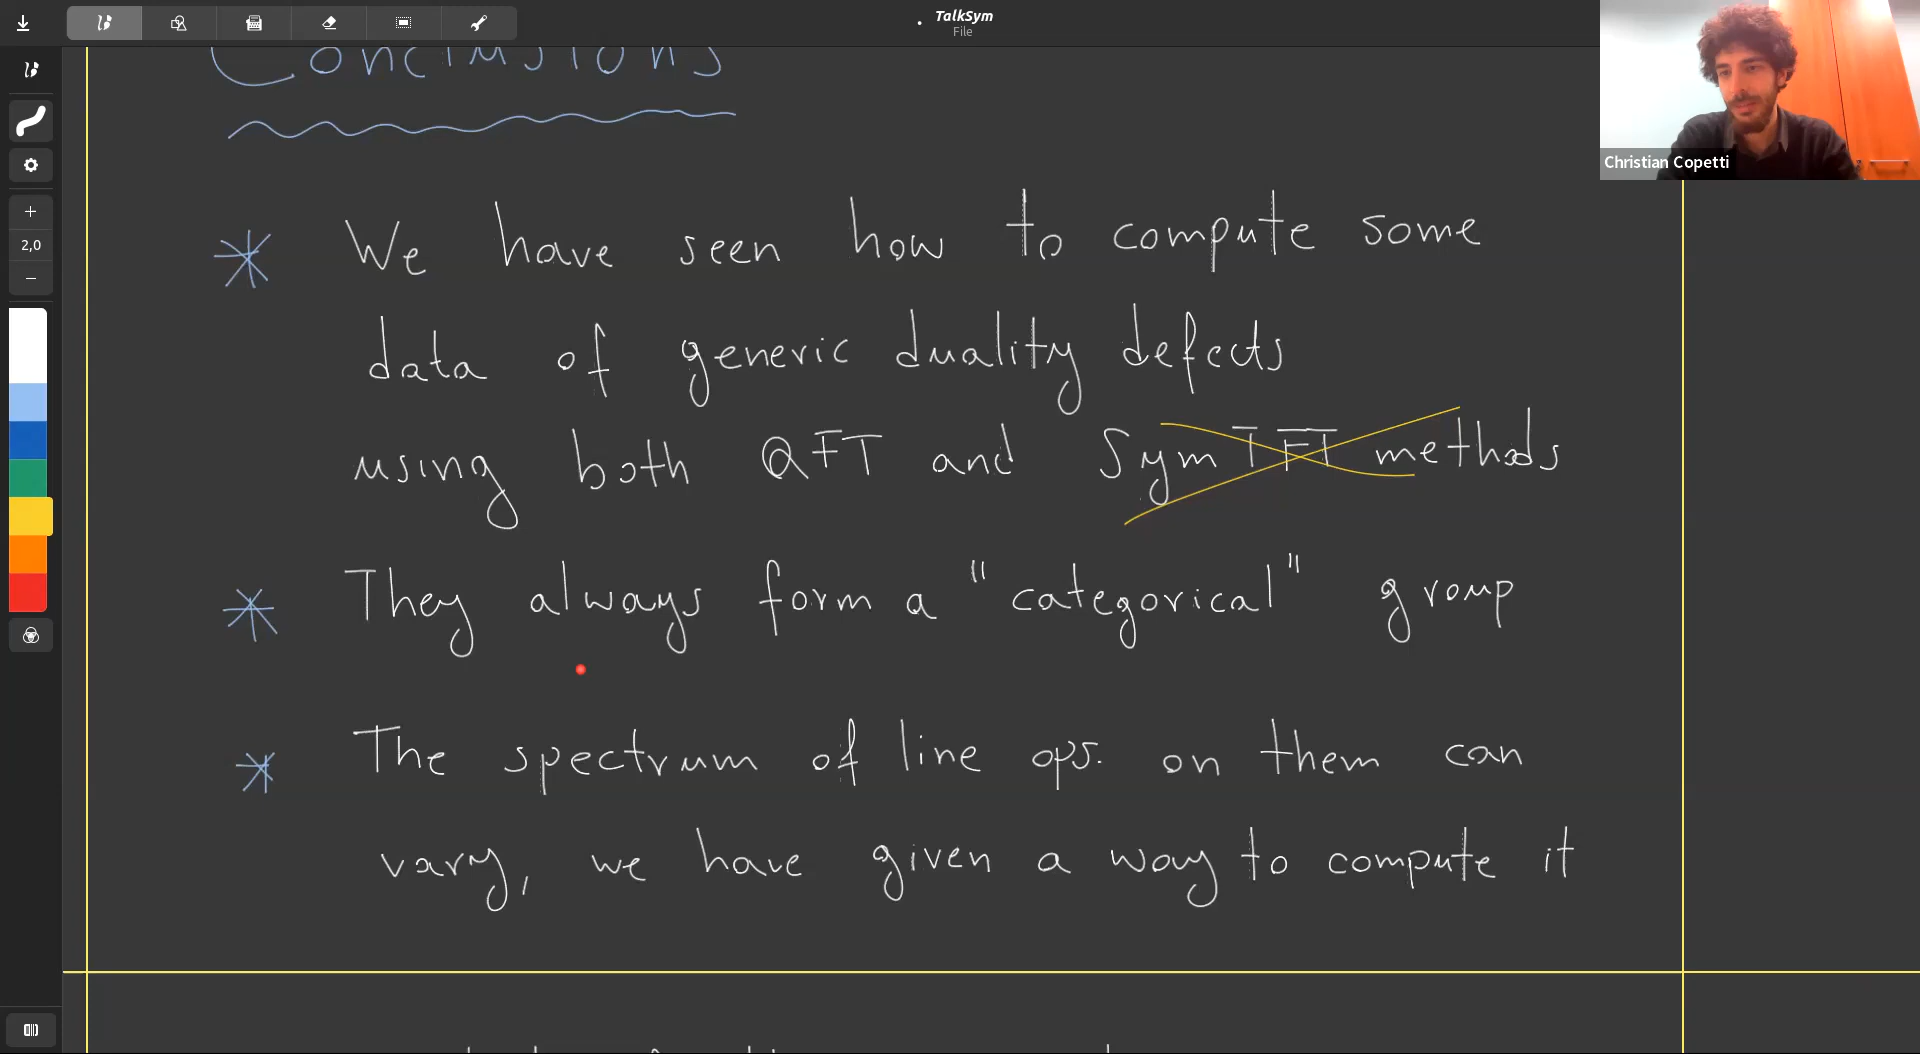 TalkSym
File
Christian Copetti
2,0
Conclusions
* We have seen how to compute some
data of generic duality defects
using both QFT and SymTFT methods
* They always form a "categorical" group
* The spectrum of line ops. on them can
vary, we have given a way to compute it